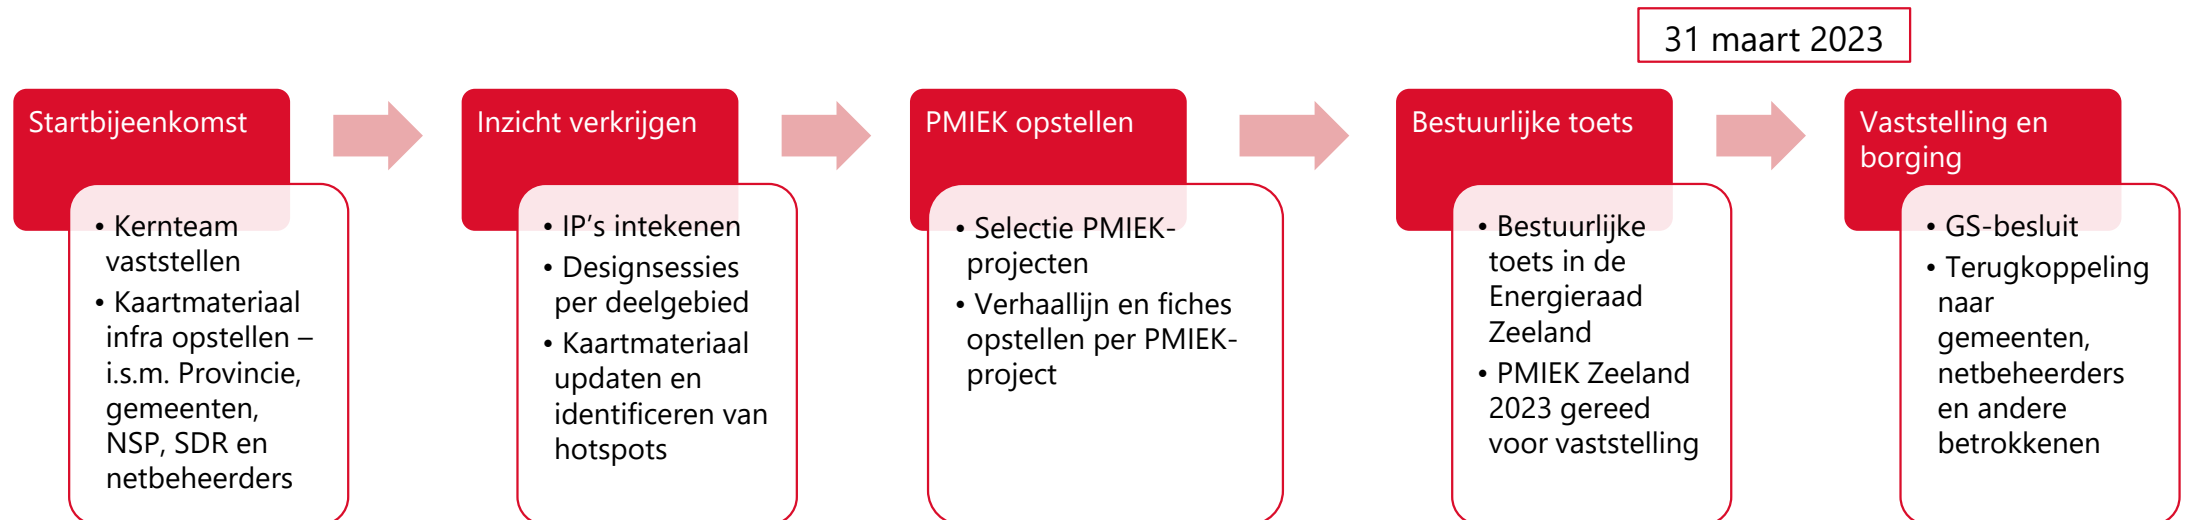 31 maart 2023
Startbijeenkomst
• Kernteam
vaststellen
• Kaartmateriaal
infra opstellen –
i.s.m. Provincie,
gemeenten,
NSP, SDR en
netbeheerders
Inzicht verkrijgen
• IP’s intekenen
• Designsessies
per deelgebied
• Kaartmateriaal
updaten en
identificeren van
hotspots
PMIEK opstellen
• Selectie PMIEK-
projecten
• Verhaallijn en fiches
opstellen per PMIEK-
project
Bestuurlijke toets
• Bestuurlijke
toets in de
Energieraad
Zeeland
• PMIEK Zeeland
2023 gereed
voor vaststelling
Vaststelling en
borging
• GS-besluit
• Terugkoppeling
naar
gemeenten,
netbeheerders
en andere
betrokkenen